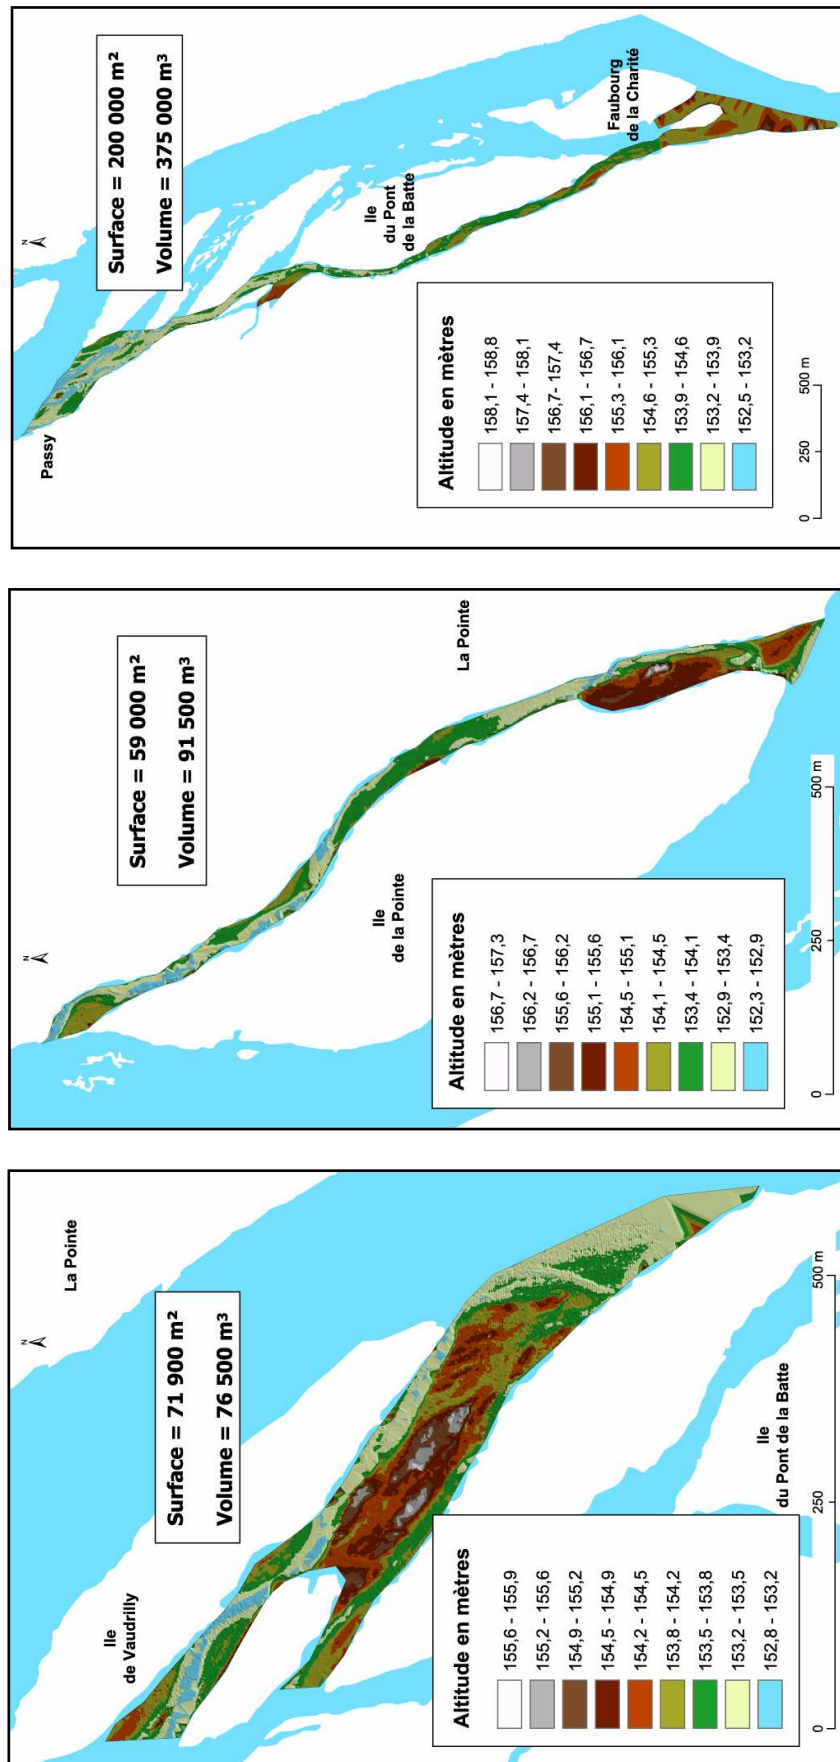 N
Surface = 200 000 m²
Volume = 375 000 m³
Passy
Ile
du Pont
de la Batte
Faubourg
de la Charité
Altitude en mètres
158,1 - 158,8
157,4 - 158,1
156,7- 157,4
156,1 - 156,7
155,3 - 156,1
154,6 - 155,3
153,9 - 154,6
153,2 - 153,9
152,5 - 153,2
0 250 500 m
N
Surface = 59 000 m²
Volume = 91 500 m³
La Pointe
Ile
de la Pointe
Altitude en mètres
156,7 - 157,3
156,2 - 156,7
155,6 - 156,2
155,1 - 155,6
154,5 - 155,1
154,1 - 154,5
153,4 - 154,1
152,9 - 153,4
152,3 - 152,9
0 250 500 m
La Pointe
N
Surface = 71 900 m²
Volume = 76 500 m³
Ile
de Vaudrilly
Ile
du Pont de la Batte
Altitude en mètres
155,6 - 155,9
155,2 - 155,6
154,9 - 155,2
154,5 - 154,9
154,2 - 154,5
153,8 - 154,2
153,5 - 153,8
153,2 - 153,5
152,8 - 153,2
0 250 500 m